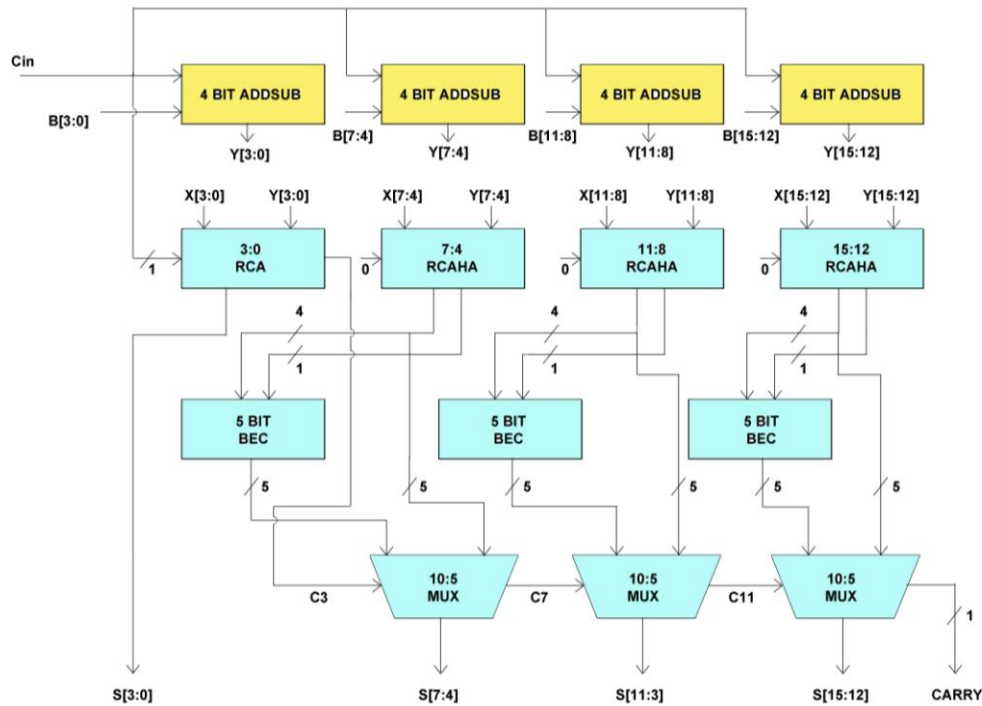 Cin
4 BIT ADDSUB
4 BIT ADDSUB
4 BIT ADDSUB
4 BIT ADDSUB
B[3:0]
B[7:4]
B[11:8]
B[15:12]
Y[3:0]
Y[7:4]
Y[11:8]
Y[15:12]
X[3:0]
Y[3:0]
X[7:4]
Y[7:4]
X[11:8]
Y[11:8]
X[15:12]
Y[15:12]
1
3:0
RCA
0
7:4
RCAHA
0
11:8
RCAHA
0
15:12
RCAHA
4
1
4
1
4
1
5 BIT
BEC
5 BIT
BEC
5 BIT
BEC
5
5
5
5
5
5
C3
10:5
MUX
C7
10:5
MUX
C11
10:5
MUX
1
S[3:0]
S[7:4]
S[11:3]
S[15:12]
CARRY